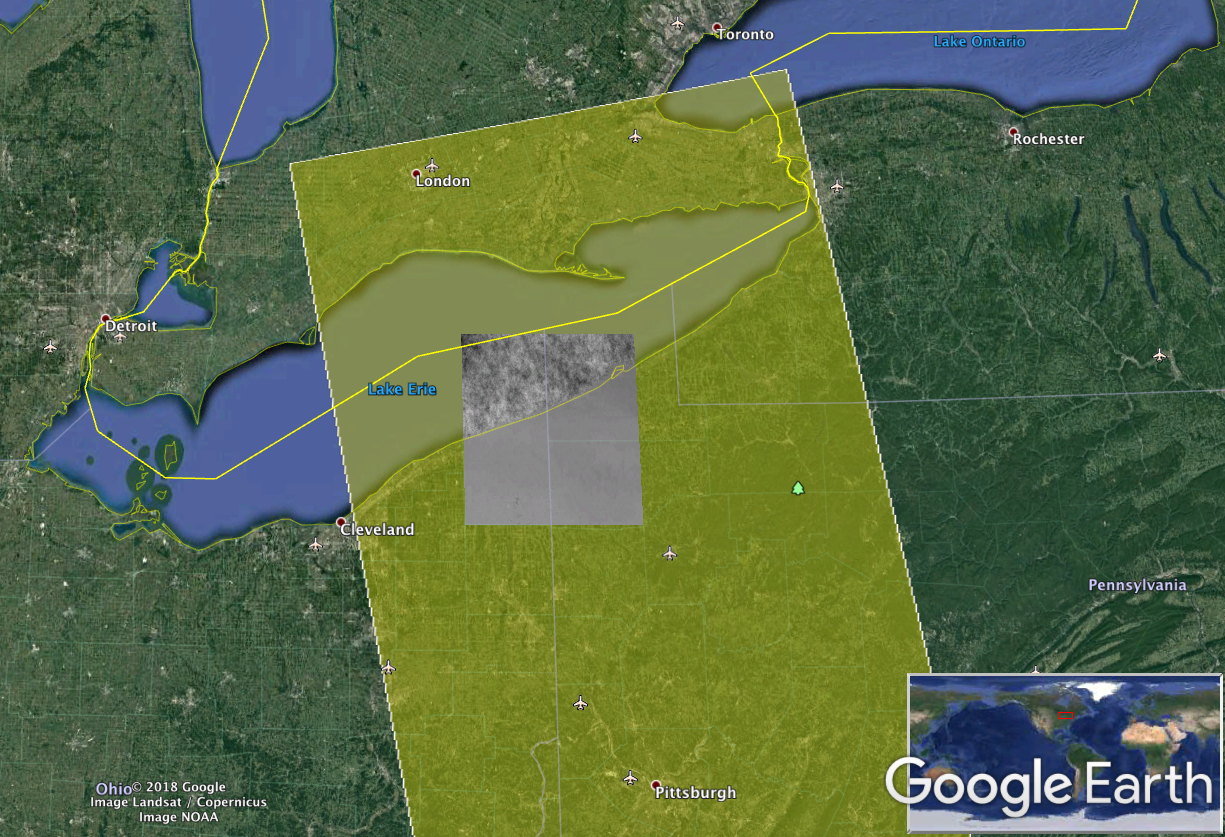 Toronto
Lake Ontario
Rochester
London
Detroit
Lake Erie
Cleveland
Pennsylvania
Pittsburgh
Ohio
© 2018 Google
Image Landsat / Copernicus
Image NOAA
Google Earth